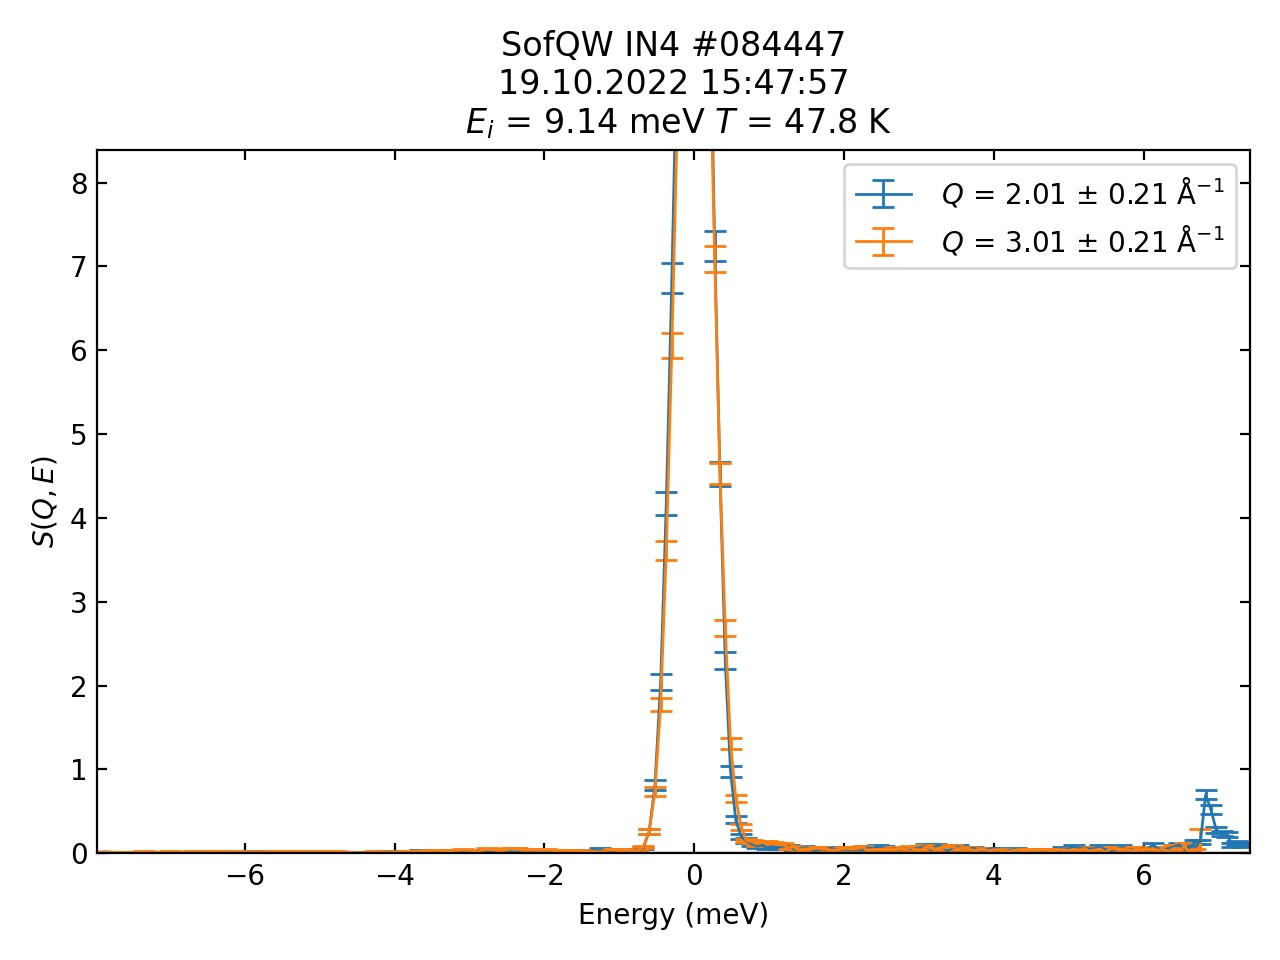 SofQW IN4 #084447
19.10.2022 15:47:57
E_i = 9.14 meV T = 47.8 K
Q = 2.01 ± 0.21 Å⁻¹
Q = 3.01 ± 0.21 Å⁻¹
8
7
6
5
4
3
2
1
0
S(Q, E)
−6 −4 −2 0 2 4 6
Energy (meV)